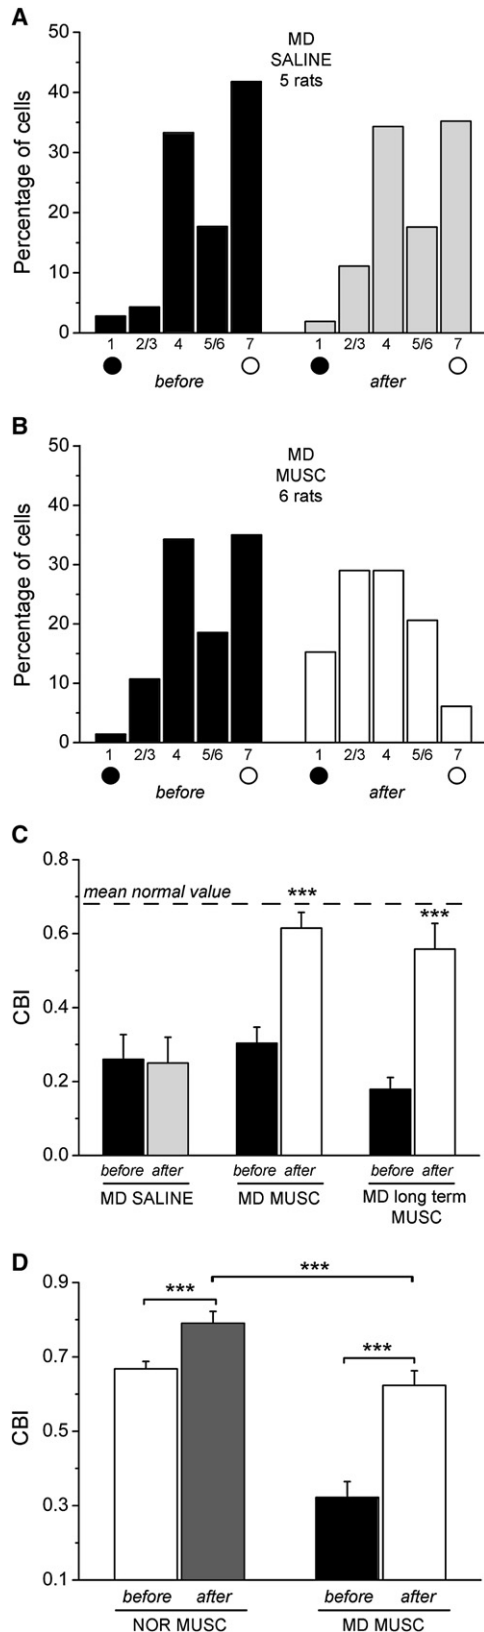 A
50
MD
SALINE
5 rats
40
30
20
10
0
Percentage of cells
1 2/3 4 5/6 7 1 2/3 4 5/6 7
before after
B
50
MD
MUSC
6 rats
40
30
20
10
0
Percentage of cells
1 2/3 4 5/6 7 1 2/3 4 5/6 7
before after
C
0.8
mean normal value
***
***
0.6
0.4
0.2
0.0
CBI
before after before after before after
MD SALINE MD MUSC MD long term
MUSC
D
0.9
***
***
***
0.7
0.5
0.3
0.1
CBI
before after before after
NOR MUSC MD MUSC